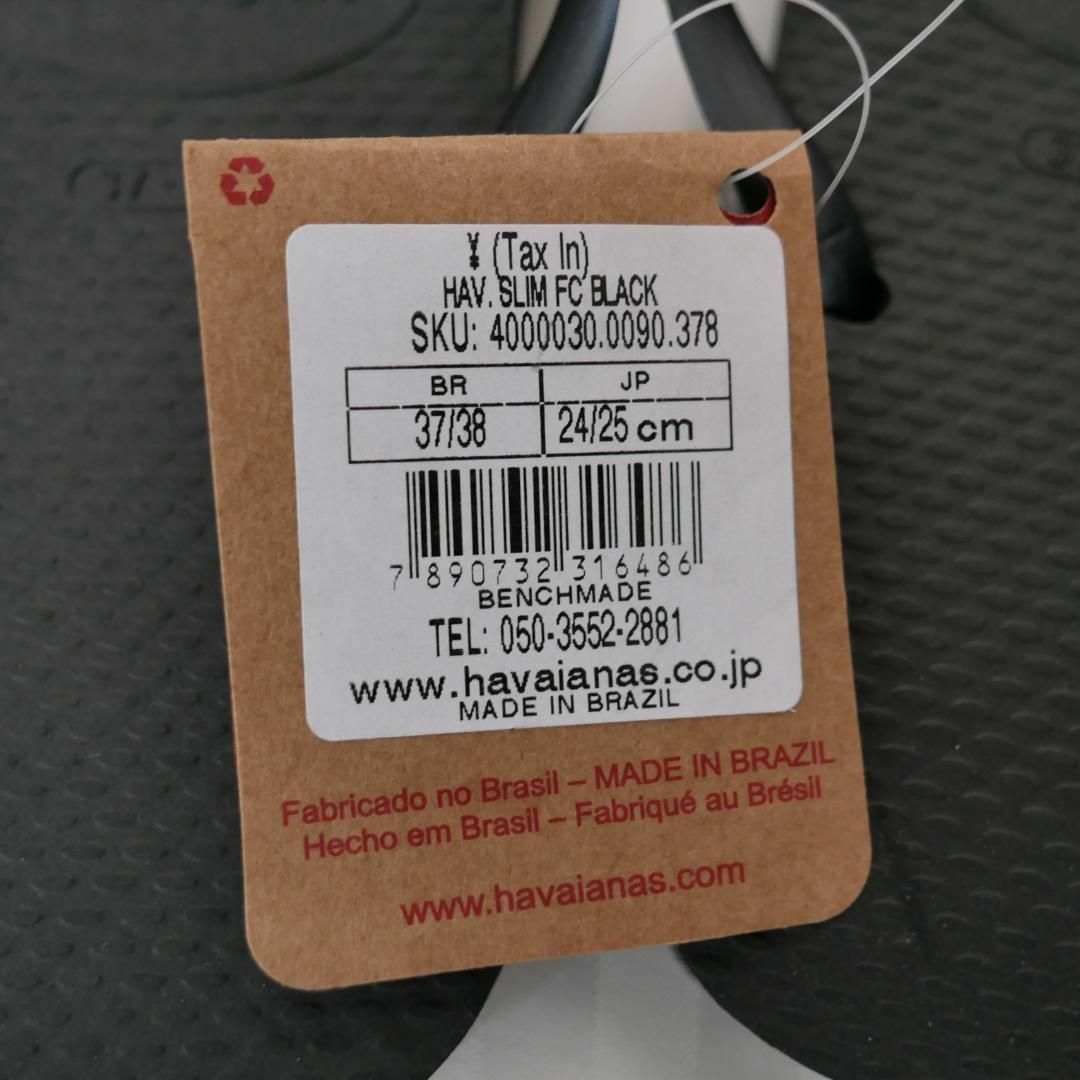 ¥ (Tax In)
HAV. SLIM FC BLACK
SKU: 4000030.0090.378
BR JP
37/38 24/25 cm
7 890732 316486
BENCHMADE
TEL: 050-3552-2881
www.havaianas.co.jp
MADE IN BRAZIL
Fabricado no Brasil – MADE IN BRAZIL
Hecho em Brasil – Fabriqué au Brésil
www.havaianas.com